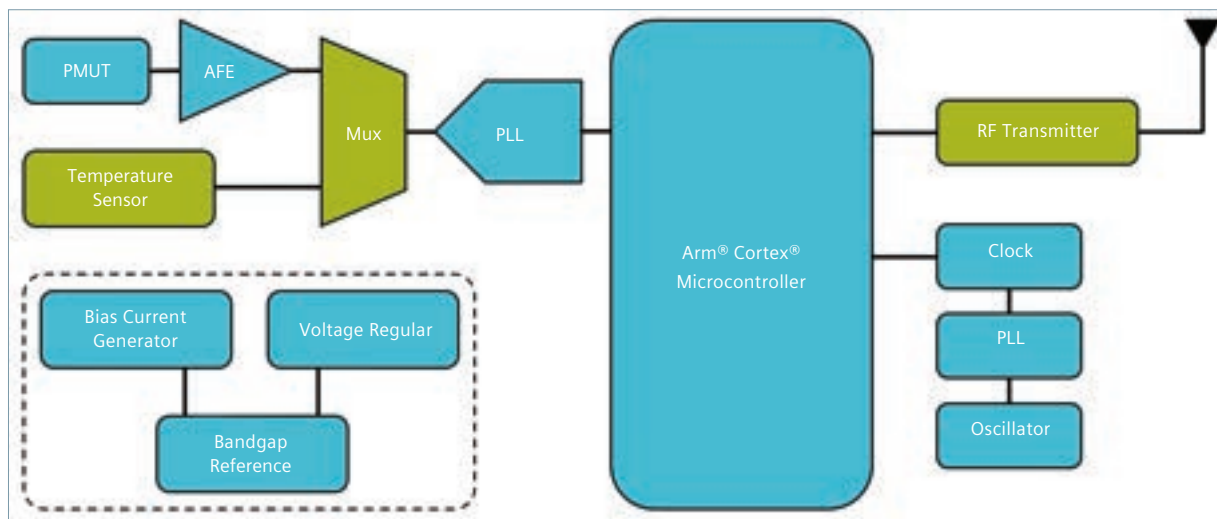 PMUT
AFE
Mux
Temperature
Sensor
PLL
Arm® Cortex®
Microcontroller
RF Transmitter
Clock
PLL
Oscillator
Bias Current
Generator
Voltage Regular
Bandgap
Reference